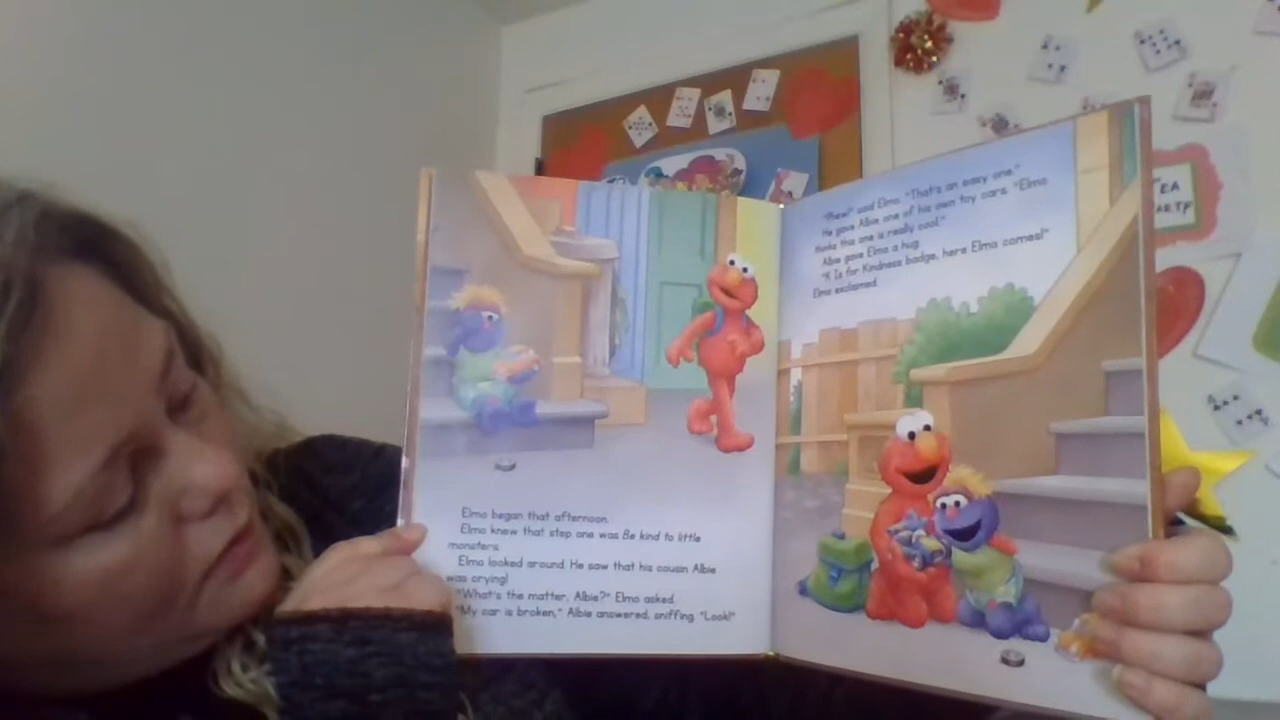 Elmo began that afternoon.
Elmo knew that step one was Be kind to little
monsters.
Elmo looked around. He saw that his cousin Albie
was crying!
"What's the matter, Albie?" Elmo asked.
"My car is broken," Albie answered, sniffing. "Look!"
"Phew!" said Elmo. "That's an easy one."
He gave Albie one of his own toy cars. "Elmo
thinks this one is really cool."
Albie gave Elmo a hug.
"K Is for Kindness badge, here Elmo comes!"
Elmo exclaimed.
TEA
PARTY